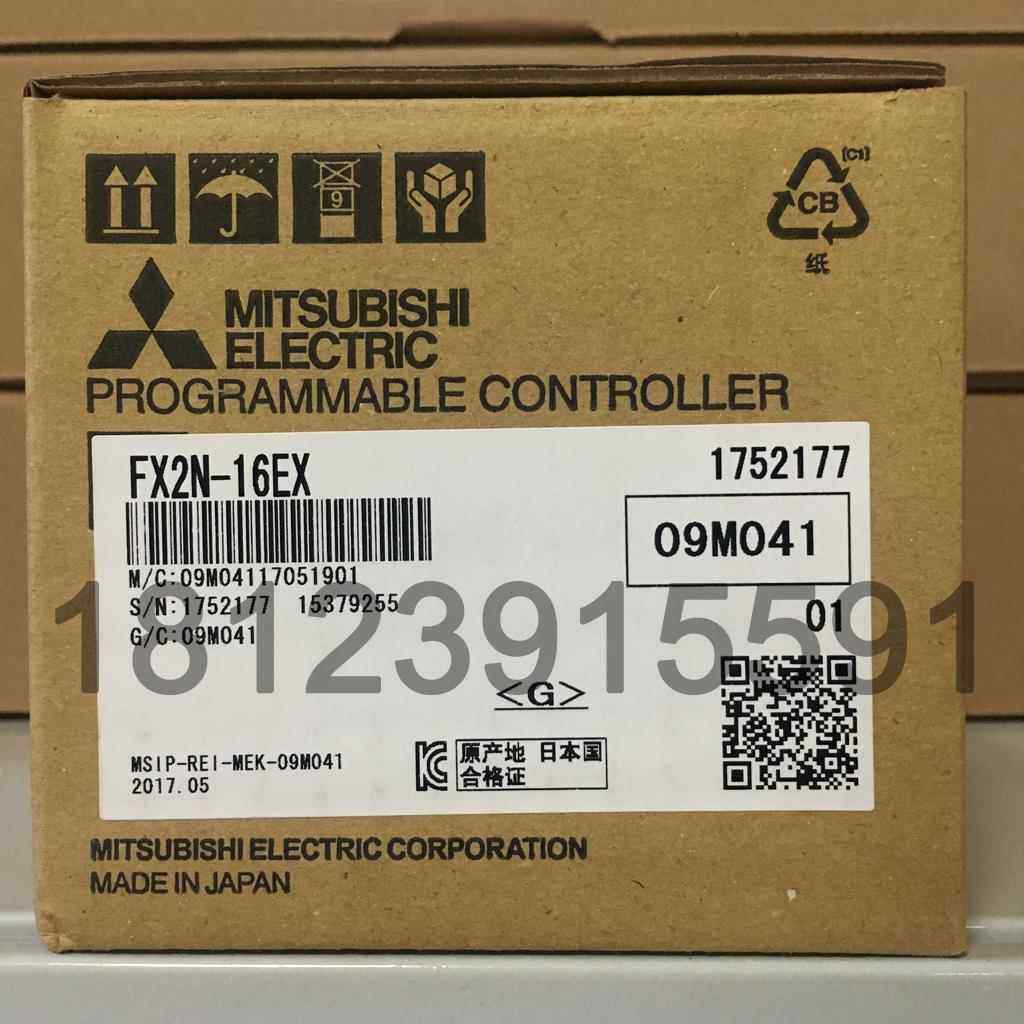 9
[C1]
CB
纸
MITSUBISHI
ELECTRIC
PROGRAMMABLE CONTROLLER
FX2N-16EX
1752177
09M041
M/C:09M04117051901
S/N:1752177 15379255
01
G/C:09M041
18123915591
<G>
MSIP-REI-MEK-09M041
2017.05
原产地 日本国
合格证
MITSUBISHI ELECTRIC CORPORATION
MADE IN JAPAN